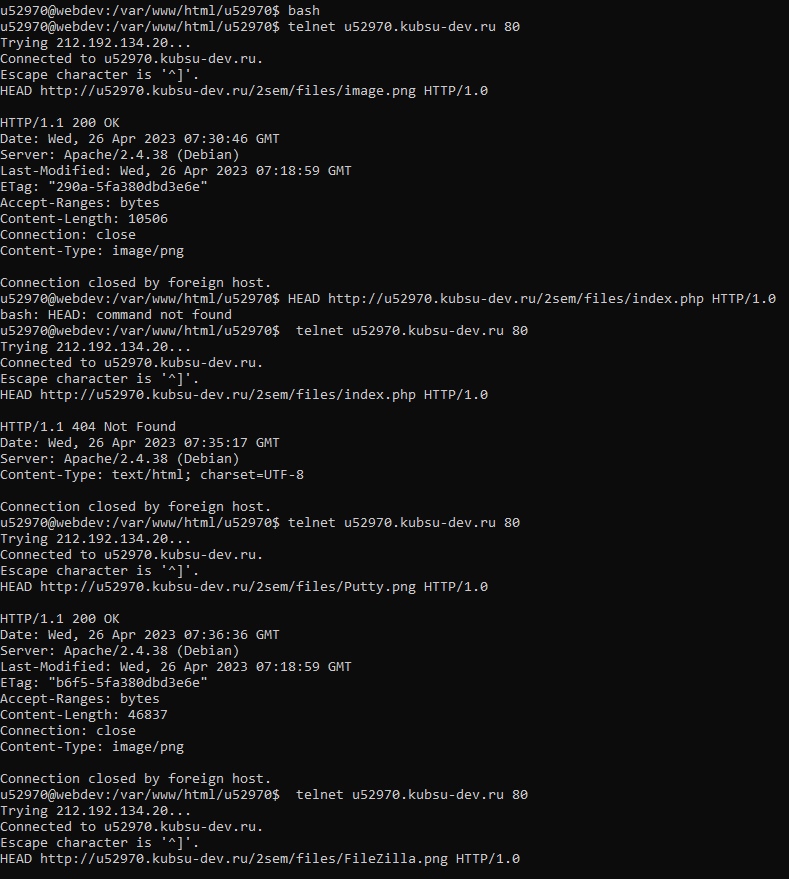 u52970@webdev:/var/www/html/u52970$ bash
u52970@webdev:/var/www/html/u52970$ telnet u52970.kubsu-dev.ru 80
Trying 212.192.134.20...
Connected to u52970.kubsu-dev.ru.
Escape character is '^]'.
HEAD http://u52970.kubsu-dev.ru/2sem/files/image.png HTTP/1.0

HTTP/1.1 200 OK
Date: Wed, 26 Apr 2023 07:30:46 GMT
Server: Apache/2.4.38 (Debian)
Last-Modified: Wed, 26 Apr 2023 07:18:59 GMT
ETag: "290a-5fa380dbd3e6e"
Accept-Ranges: bytes
Content-Length: 10506
Connection: close
Content-Type: image/png

Connection closed by foreign host.
u52970@webdev:/var/www/html/u52970$ HEAD http://u52970.kubsu-dev.ru/2sem/files/index.php HTTP/1.0
bash: HEAD: command not found
u52970@webdev:/var/www/html/u52970$  telnet u52970.kubsu-dev.ru 80
Trying 212.192.134.20...
Connected to u52970.kubsu-dev.ru.
Escape character is '^]'.
HEAD http://u52970.kubsu-dev.ru/2sem/files/index.php HTTP/1.0

HTTP/1.1 404 Not Found
Date: Wed, 26 Apr 2023 07:35:17 GMT
Server: Apache/2.4.38 (Debian)
Content-Type: text/html; charset=UTF-8

Connection closed by foreign host.
u52970@webdev:/var/www/html/u52970$ telnet u52970.kubsu-dev.ru 80
Trying 212.192.134.20...
Connected to u52970.kubsu-dev.ru.
Escape character is '^]'.
HEAD http://u52970.kubsu-dev.ru/2sem/files/Putty.png HTTP/1.0

HTTP/1.1 200 OK
Date: Wed, 26 Apr 2023 07:36:36 GMT
Server: Apache/2.4.38 (Debian)
Last-Modified: Wed, 26 Apr 2023 07:18:59 GMT
ETag: "b6f5-5fa380dbd3e6e"
Accept-Ranges: bytes
Content-Length: 46837
Connection: close
Content-Type: image/png

Connection closed by foreign host.
u52970@webdev:/var/www/html/u52970$  telnet u52970.kubsu-dev.ru 80
Trying 212.192.134.20...
Connected to u52970.kubsu-dev.ru.
Escape character is '^]'.
HEAD http://u52970.kubsu-dev.ru/2sem/files/FileZilla.png HTTP/1.0